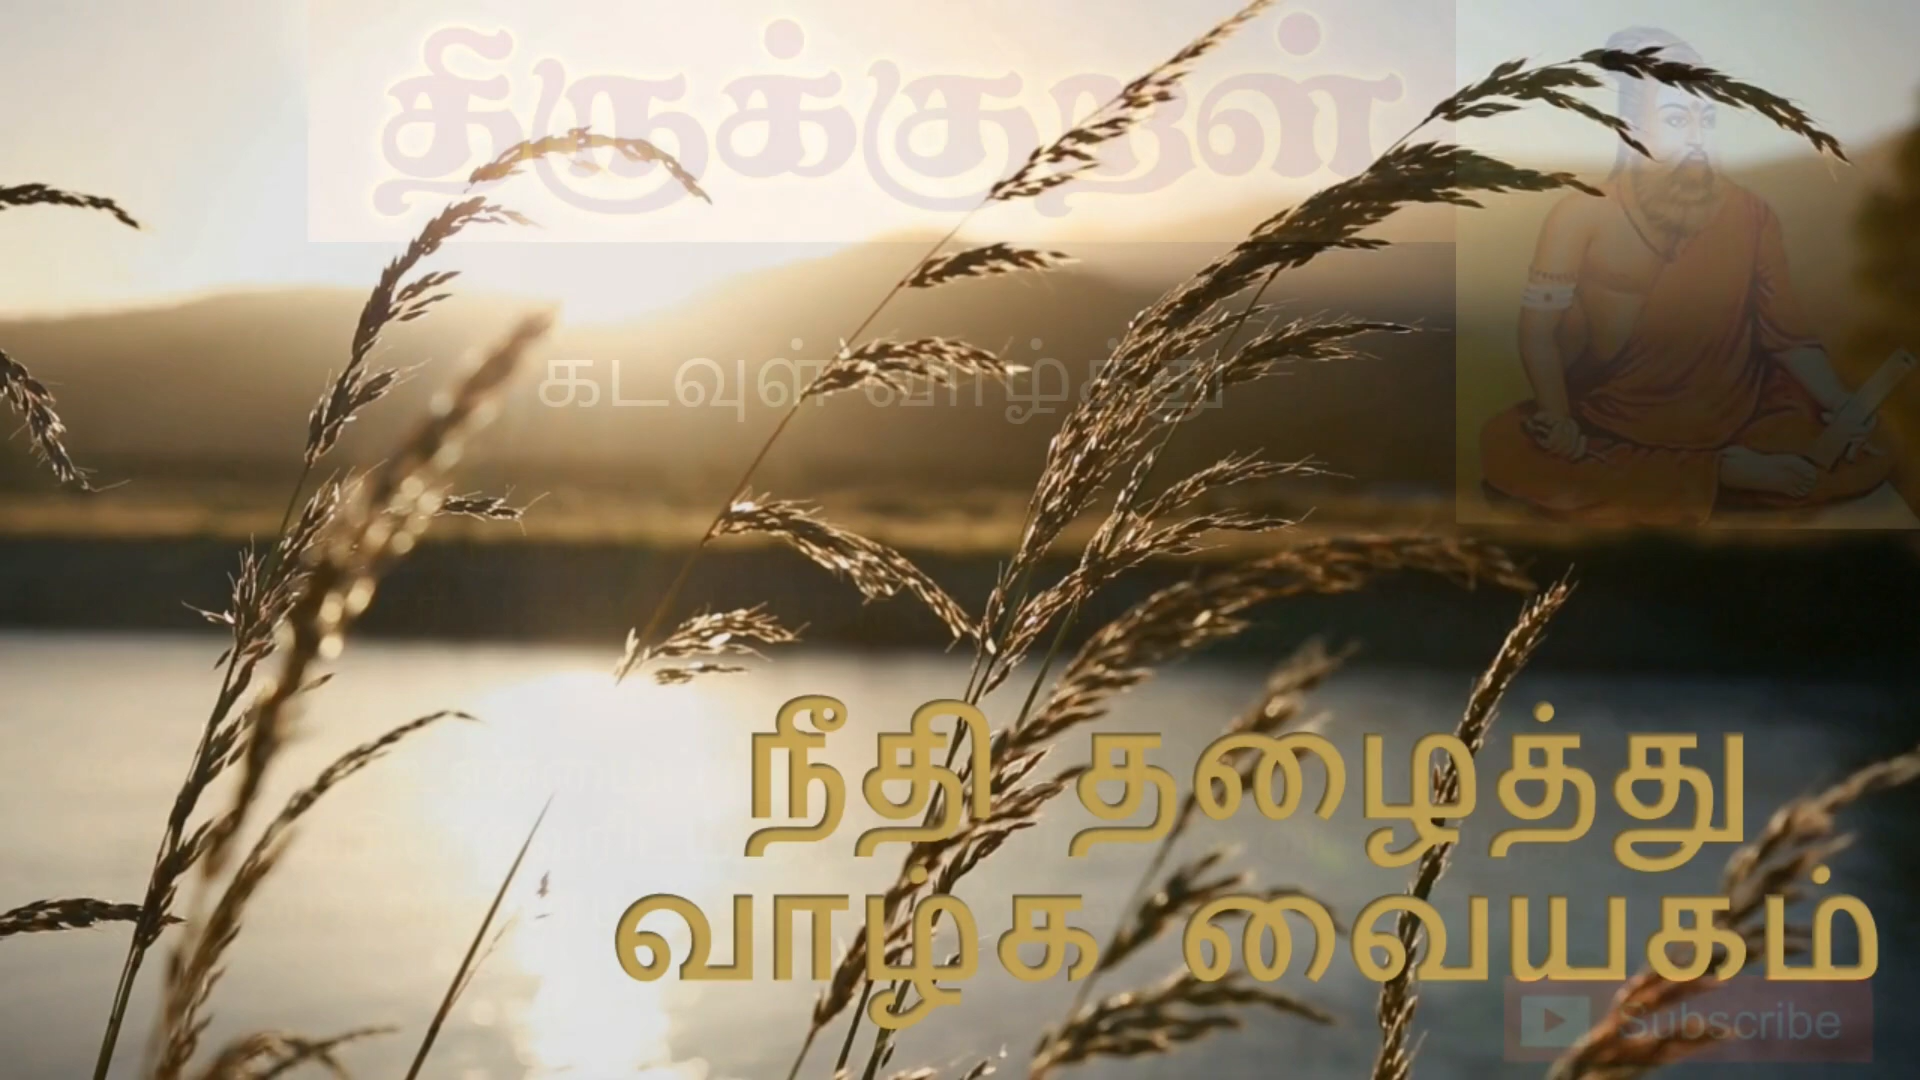 திருக்குறள்
கடவுள் வாழ்த்து
நீதி தழைத்து
வாழ்க வையகம்
Subscribe